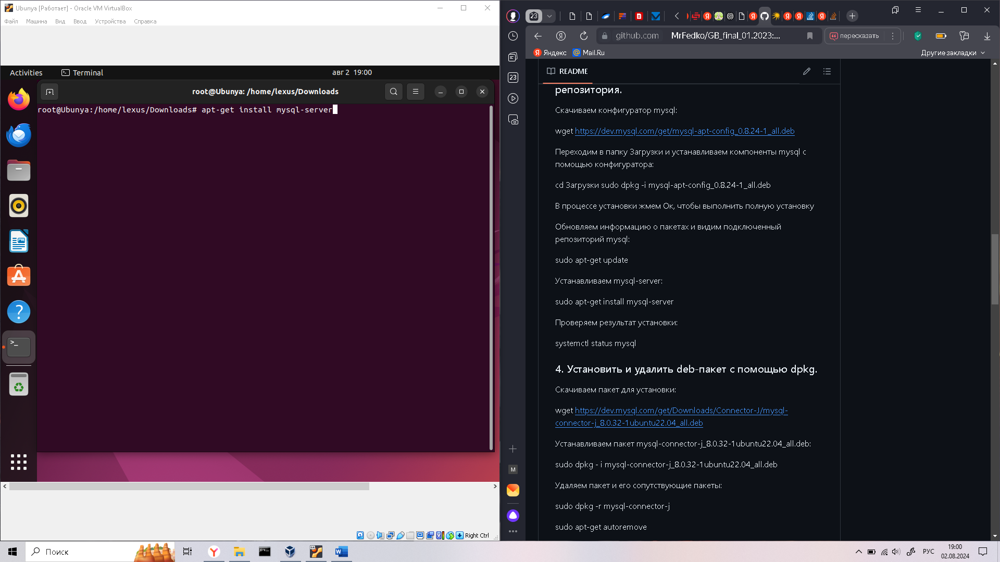 Ubunya [Работает] - Oracle VM VirtualBox
Файл Машина Вид Ввод Устройства Справка
Activities Terminal авг 2 19:00
root@Ubunya: /home/lexus/Downloads
root@Ubunya:/home/lexus/Downloads# apt-get install mysql-server
Right Ctrl
23
github.com MrFedko/GB_final_01.2023:... пересказать
Яндекс Mail.Ru Другие закладки
23
M
README
репозитория.
Скачиваем конфигуратор mysql:
wget https://dev.mysql.com/get/mysql-apt-config_0.8.24-1_all.deb
Переходим в папку Загрузки и устанавливаем компоненты mysql с
помощью конфигуратора:
cd Загрузки sudo dpkg -i mysql-apt-config_0.8.24-1_all.deb
В процессе установки жмем Ок, чтобы выполнить полную установку
Обновляем информацию о пакетах и видим подключенный
репозиторий mysql:
sudo apt-get update
Устанавливаем mysql-server:
sudo apt-get install mysql-server
Проверяем результат установки:
systemctl status mysql
4. Установить и удалить deb-пакет с помощью dpkg.
Скачиваем пакет для установки:
wget https://dev.mysql.com/get/Downloads/Connector-J/mysql-
connector-j_8.0.32-1ubuntu22.04_all.deb
Устанавливаем пакет mysql-connector-j_8.0.32-1ubuntu22.04_all.deb:
sudo dpkg - i mysql-connector-j_8.0.32-1ubuntu22.04_all.deb
Удаляем пакет и его сопутствующие пакеты:
sudo dpkg -r mysql-connector-j
sudo apt-get autoremove
Поиск
РУС
19:00
02.08.2024